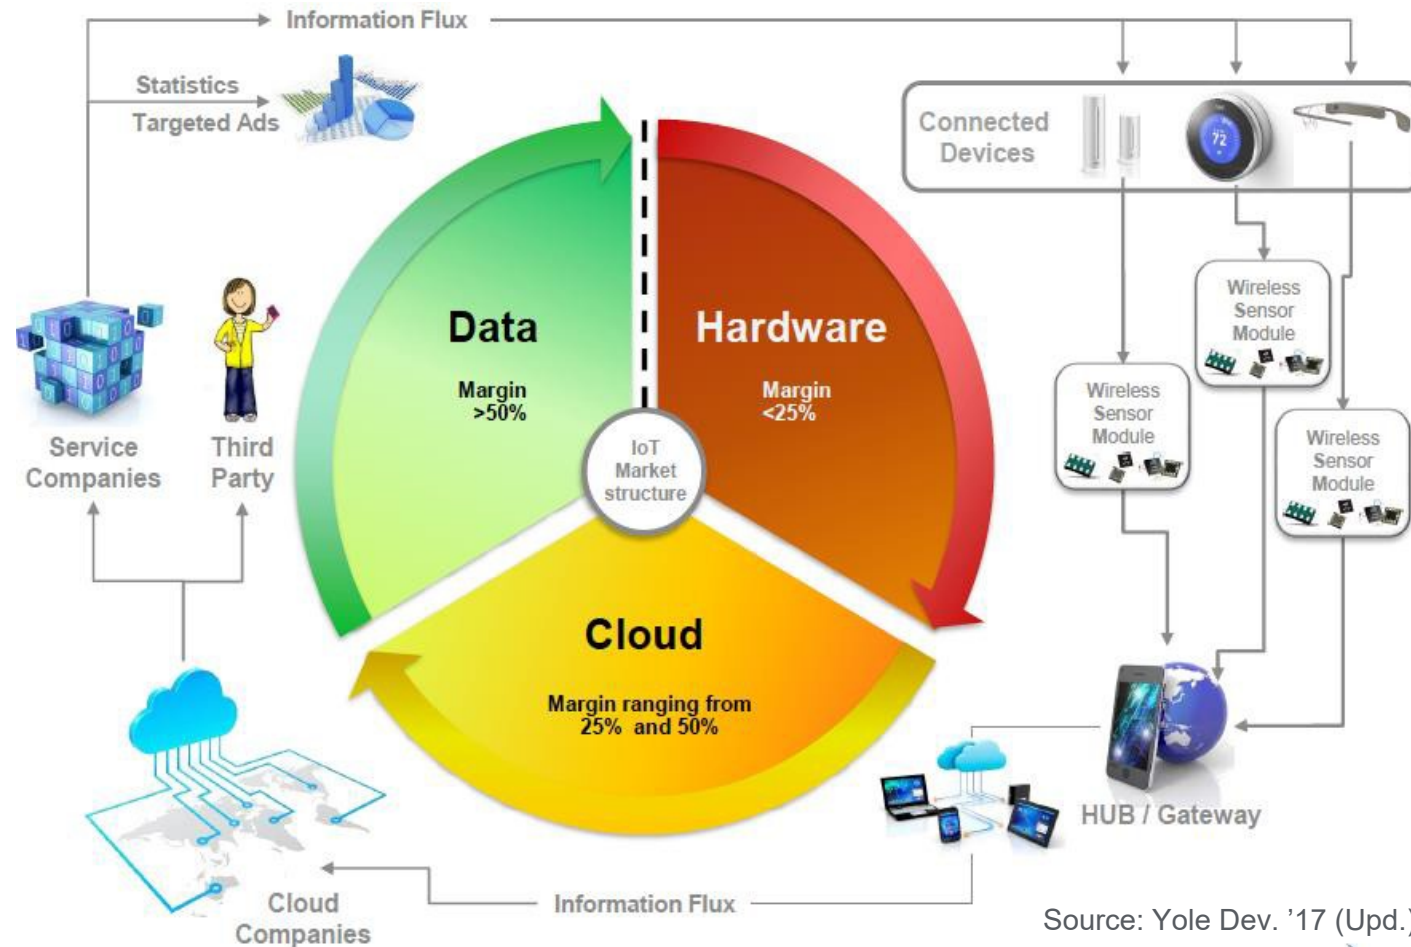 Information Flux
Statistics
Targeted Ads
Connected
Devices
72
Wireless
Sensor
Module
Data
Hardware
Margin
>50%
Margin
<25%
Wireless
Sensor
Module
IoT
Market
structure
Wireless
Sensor
Module
Service
Companies
Third
Party
Cloud
Margin ranging from
25% and 50%
HUB / Gateway
Information Flux
Cloud
Companies
Source: Yole Dev. ’17 (Upd.)